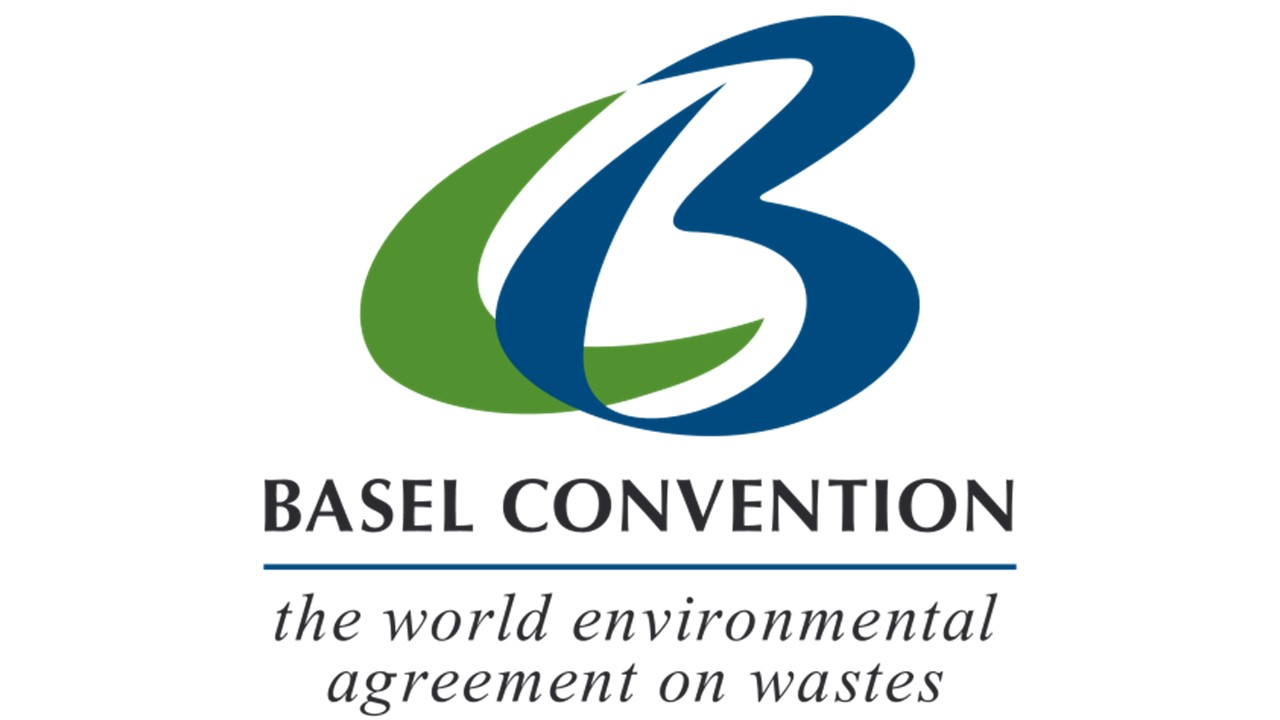 BASEL CONVENTION
the world environmental
agreement on wastes